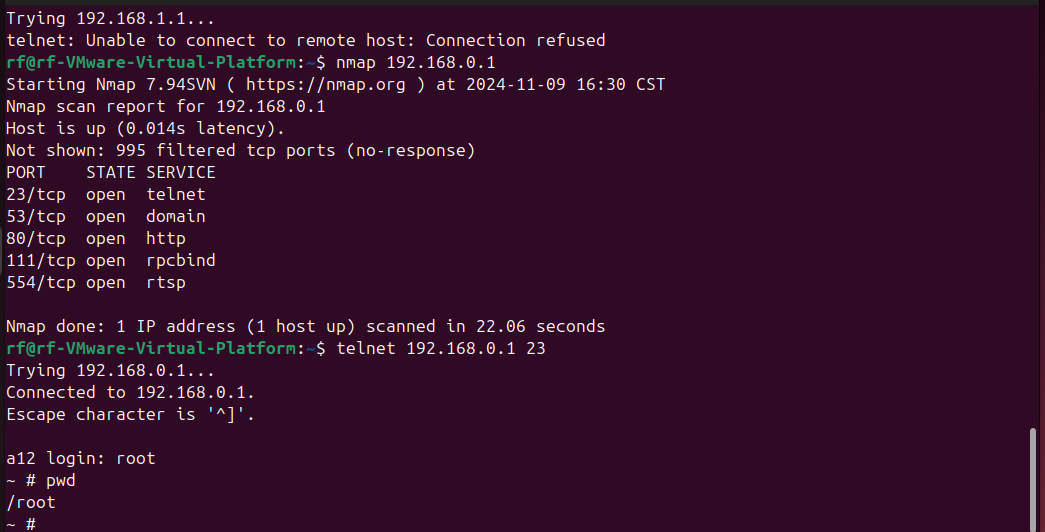 Trying 192.168.1.1...
telnet: Unable to connect to remote host: Connection refused
rf@rf-VMware-Virtual-Platform:~$ nmap 192.168.0.1
Starting Nmap 7.94SVN ( https://nmap.org ) at 2024-11-09 16:30 CST
Nmap scan report for 192.168.0.1
Host is up (0.014s latency).
Not shown: 995 filtered tcp ports (no-response)
PORT    STATE SERVICE
23/tcp  open  telnet
53/tcp  open  domain
80/tcp  open  http
111/tcp open  rpcbind
554/tcp open  rtsp

Nmap done: 1 IP address (1 host up) scanned in 22.06 seconds
rf@rf-VMware-Virtual-Platform:~$ telnet 192.168.0.1 23
Trying 192.168.0.1...
Connected to 192.168.0.1.
Escape character is '^]'.

a12 login: root
~ # pwd
/root
~ #